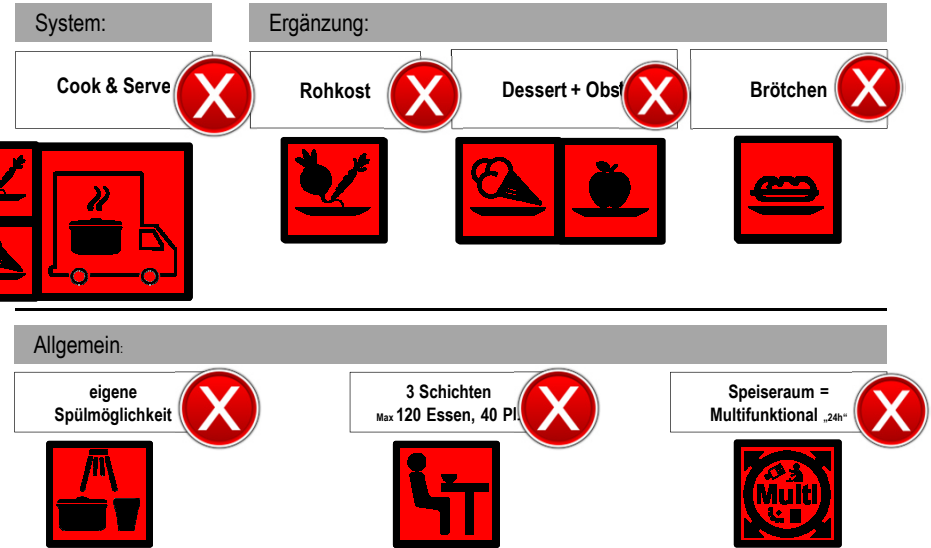 System:
Ergänzung:
Cook & Serve
Rohkost
Dessert + Obst
Brötchen
Allgemein:
eigene
Spülmöglichkeit
3 Schichten
Max 120 Essen, 40 Pl.
Speiseraum =
Multifunktional „24h“
Multi